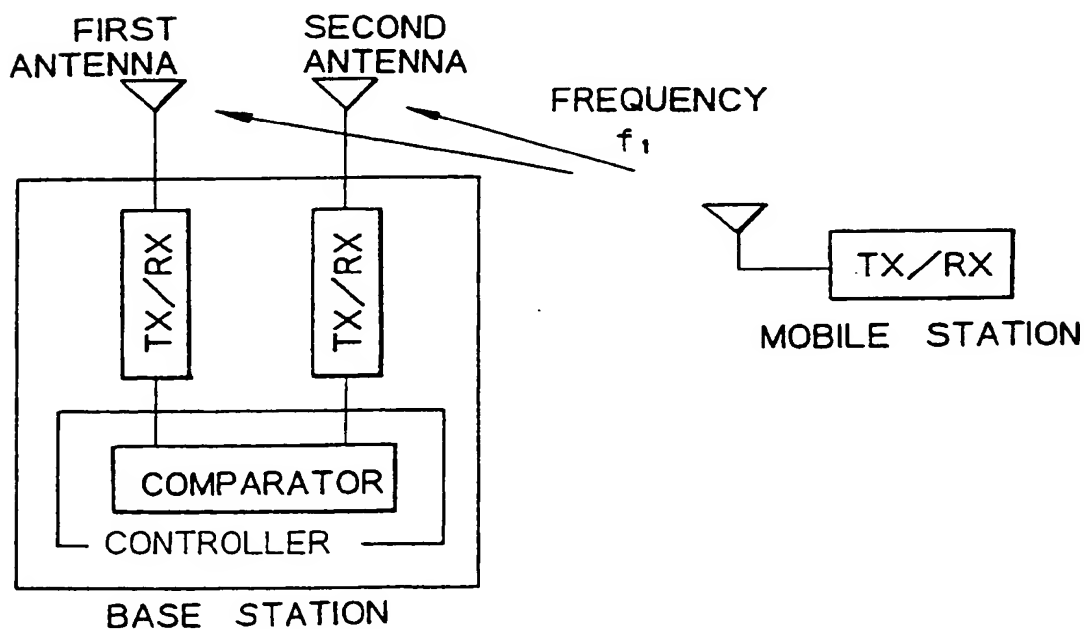 FIRST
ANTENNA
SECOND
ANTENNA
FREQUENCY
f₁
TX/RX
TX/RX
TX/RX
MOBILE STATION
COMPARATOR
CONTROLLER
BASE STATION